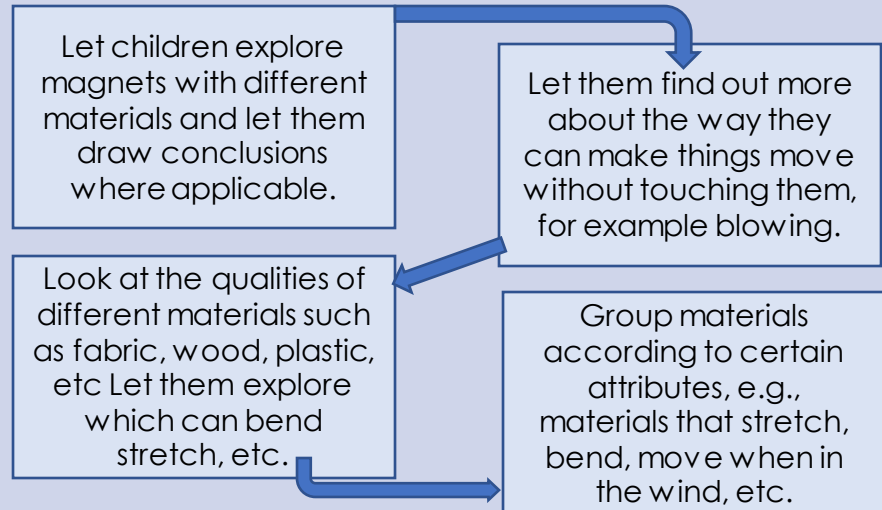 Let children explore
magnets with different
materials and let them
draw conclusions
where applicable.
Let them find out more
about the way they
can make things move
without touching them,
for example blowing.
Look at the qualities of
different materials such
as fabric, wood, plastic,
etc Let them explore
which can bend
stretch, etc.
Group materials
according to certain
attributes, e.g.,
materials that stretch,
bend, move when in
the wind, etc.